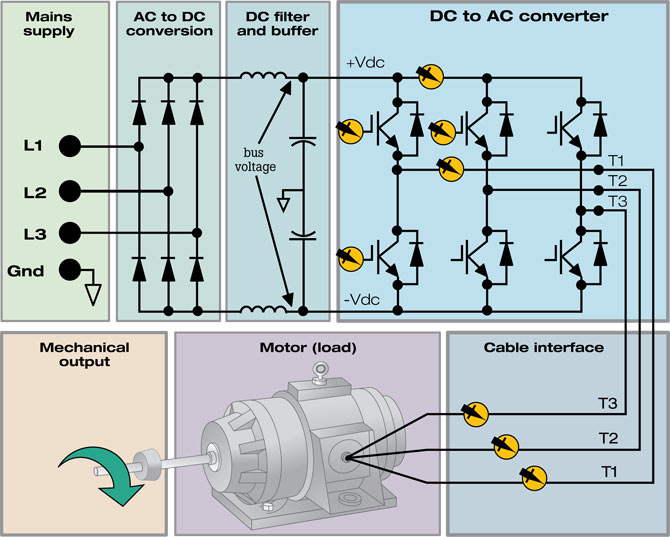 Mains
supply
AC to DC
conversion
DC filter
and buffer
DC to AC converter
+Vdc
L1
bus
voltage
T1
L2
T2
T3
L3
Gnd
-Vdc
Mechanical
output
Motor (load)
Cable interface
T3
T2
T1